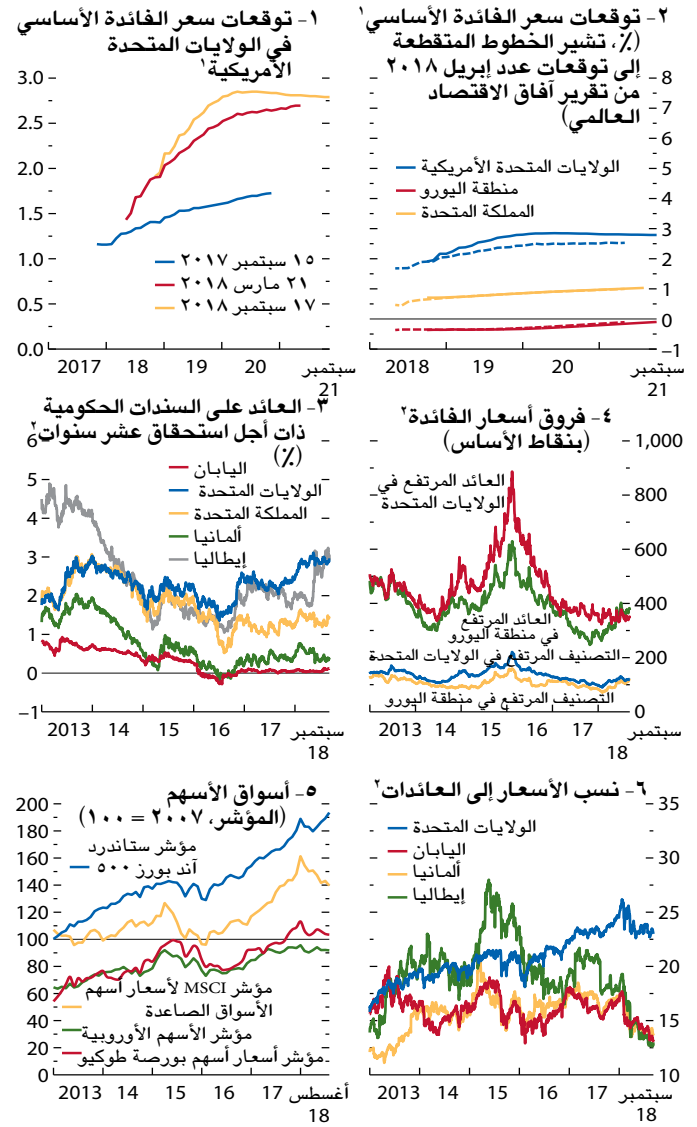 ١- توقعات سعر الفائدة الأساسي
في الولايات المتحدة
الأمريكية١
3.0
2.5
2.0
1.5
1.0
0.5
0.0
١٥ سبتمبر ٢٠١٧
٢١ مارس ٢٠١٨
١٧ سبتمبر ٢٠١٨
2017 18 19 20 سبتمبر
21
٢- توقعات سعر الفائدة الأساسي١
(٪، تشير الخطوط المتقطعة
إلى توقعات عدد إبريل ٢٠١٨
من تقرير آفاق الاقتصاد
العالمي)
8
7
6
5
4
3
2
1
0
–1
الولايات المتحدة الأمريكية
منطقة اليورو
المملكة المتحدة
2018 19 20 سبتمبر
21
٣- العائد على السندات الحكومية
ذات أجل استحقاق عشر سنوات٢
(٪)
6
5
4
3
2
1
0
–1
اليابان
الولايات المتحدة
المملكة المتحدة
ألمانيا
إيطاليا
2013 14 15 16 17 سبتمبر
18
٤- فروق أسعار الفائدة٢
(بنقاط الأساس)
1,000
800
600
400
200
0
العائد المرتفع في
الولايات المتحدة
العائد المرتفع
في منطقة اليورو
التصنيف المرتفع في الولايات المتحدة
التصنيف المرتفع في منطقة اليورو
2013 14 15 16 17 سبتمبر
18
٥- أسواق الأسهم
(المؤشر، ٢٠٠٧ = ١٠٠)
200
180
160
140
120
100
80
60
40
20
0
مؤشر ستاندرد
آند بورز ٥٠٠
مؤشر MSCI لأسعار أسهم
الأسواق الصاعدة
مؤشر الأسهم الأوروبية
مؤشر أسعار أسهم بورصة طوكيو
2013 14 15 16 17 أغسطس
18
٦- نسب الأسعار إلى العائدات٢
35
30
25
20
15
10
الولايات المتحدة
اليابان
ألمانيا
إيطاليا
2013 14 15 16 17 سبتمبر
18